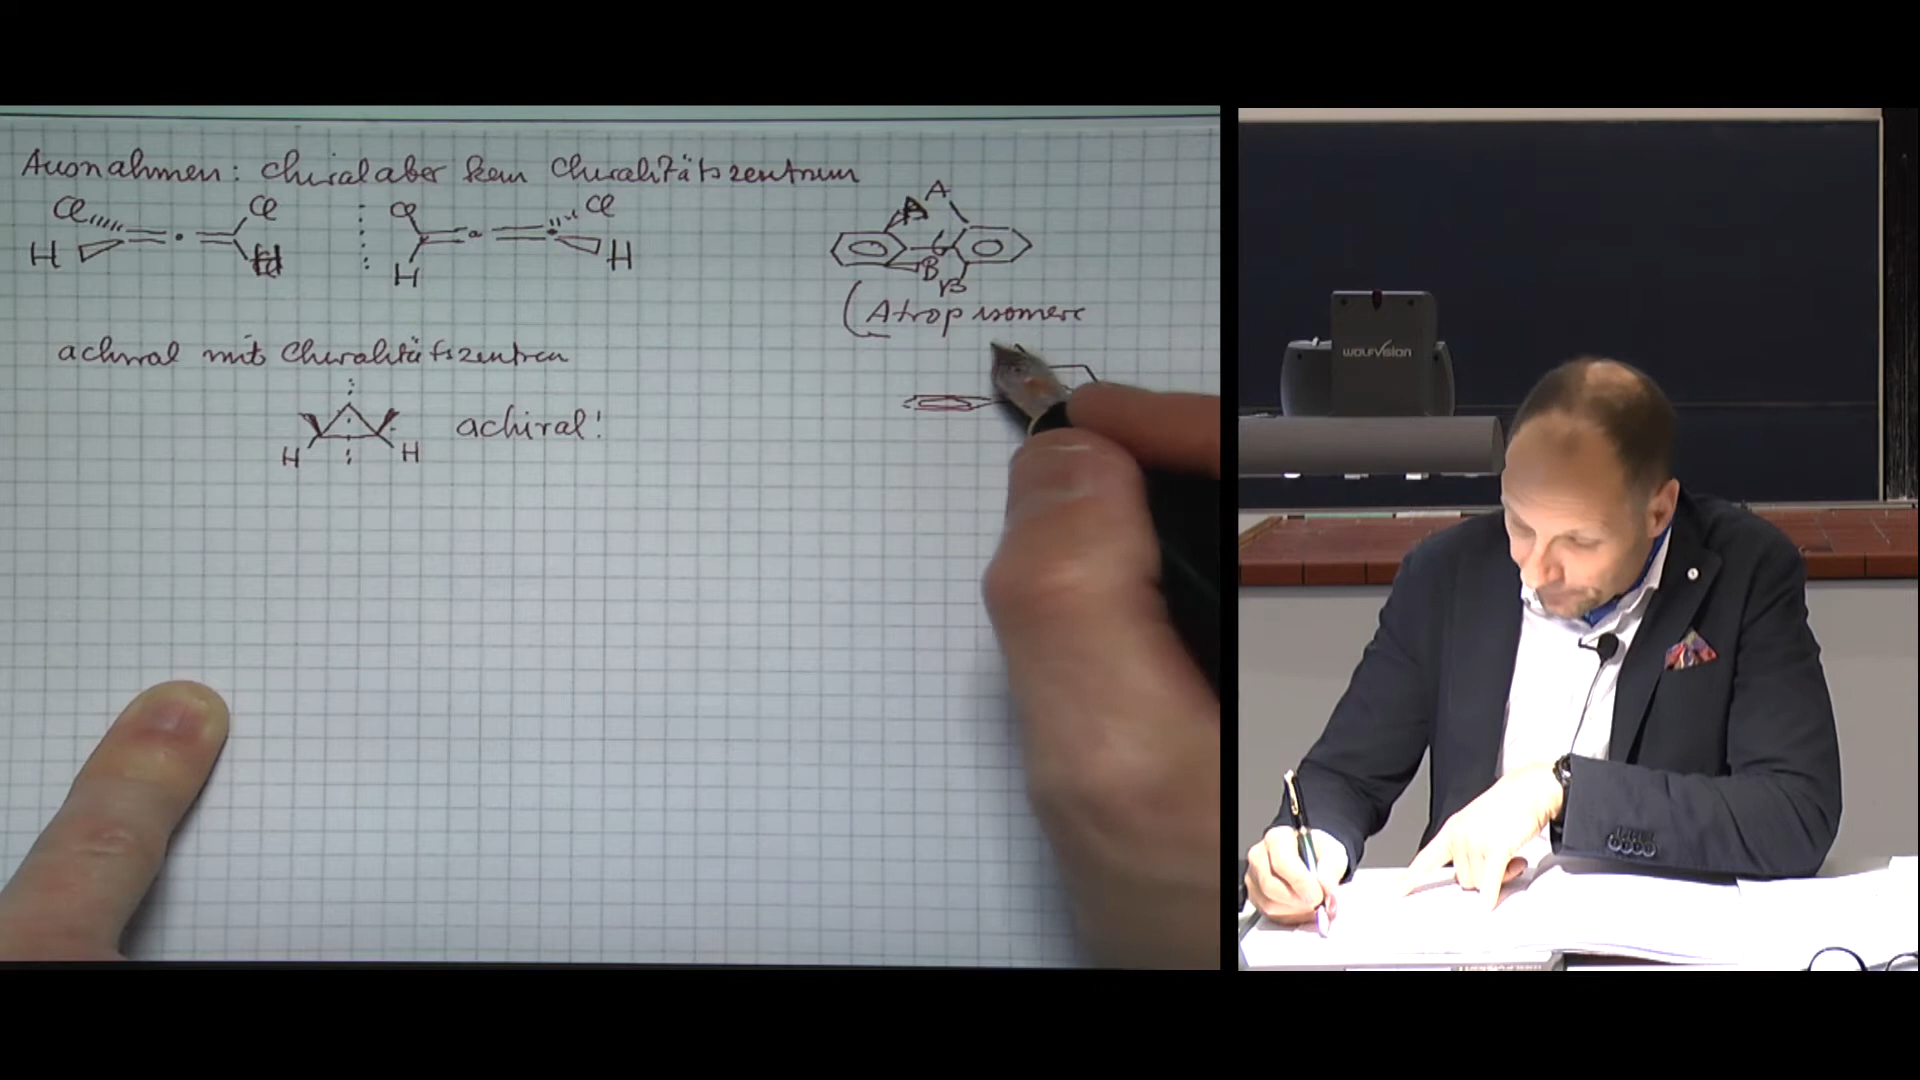 Ausnahmen: chiral aber kein Chiralitätszentrum
Cl Cl Cl Cl
H H H H
A A
B B
(Atropisomere
achiral mit Chiralitätszentren
H H achiral!
WOLFVISION